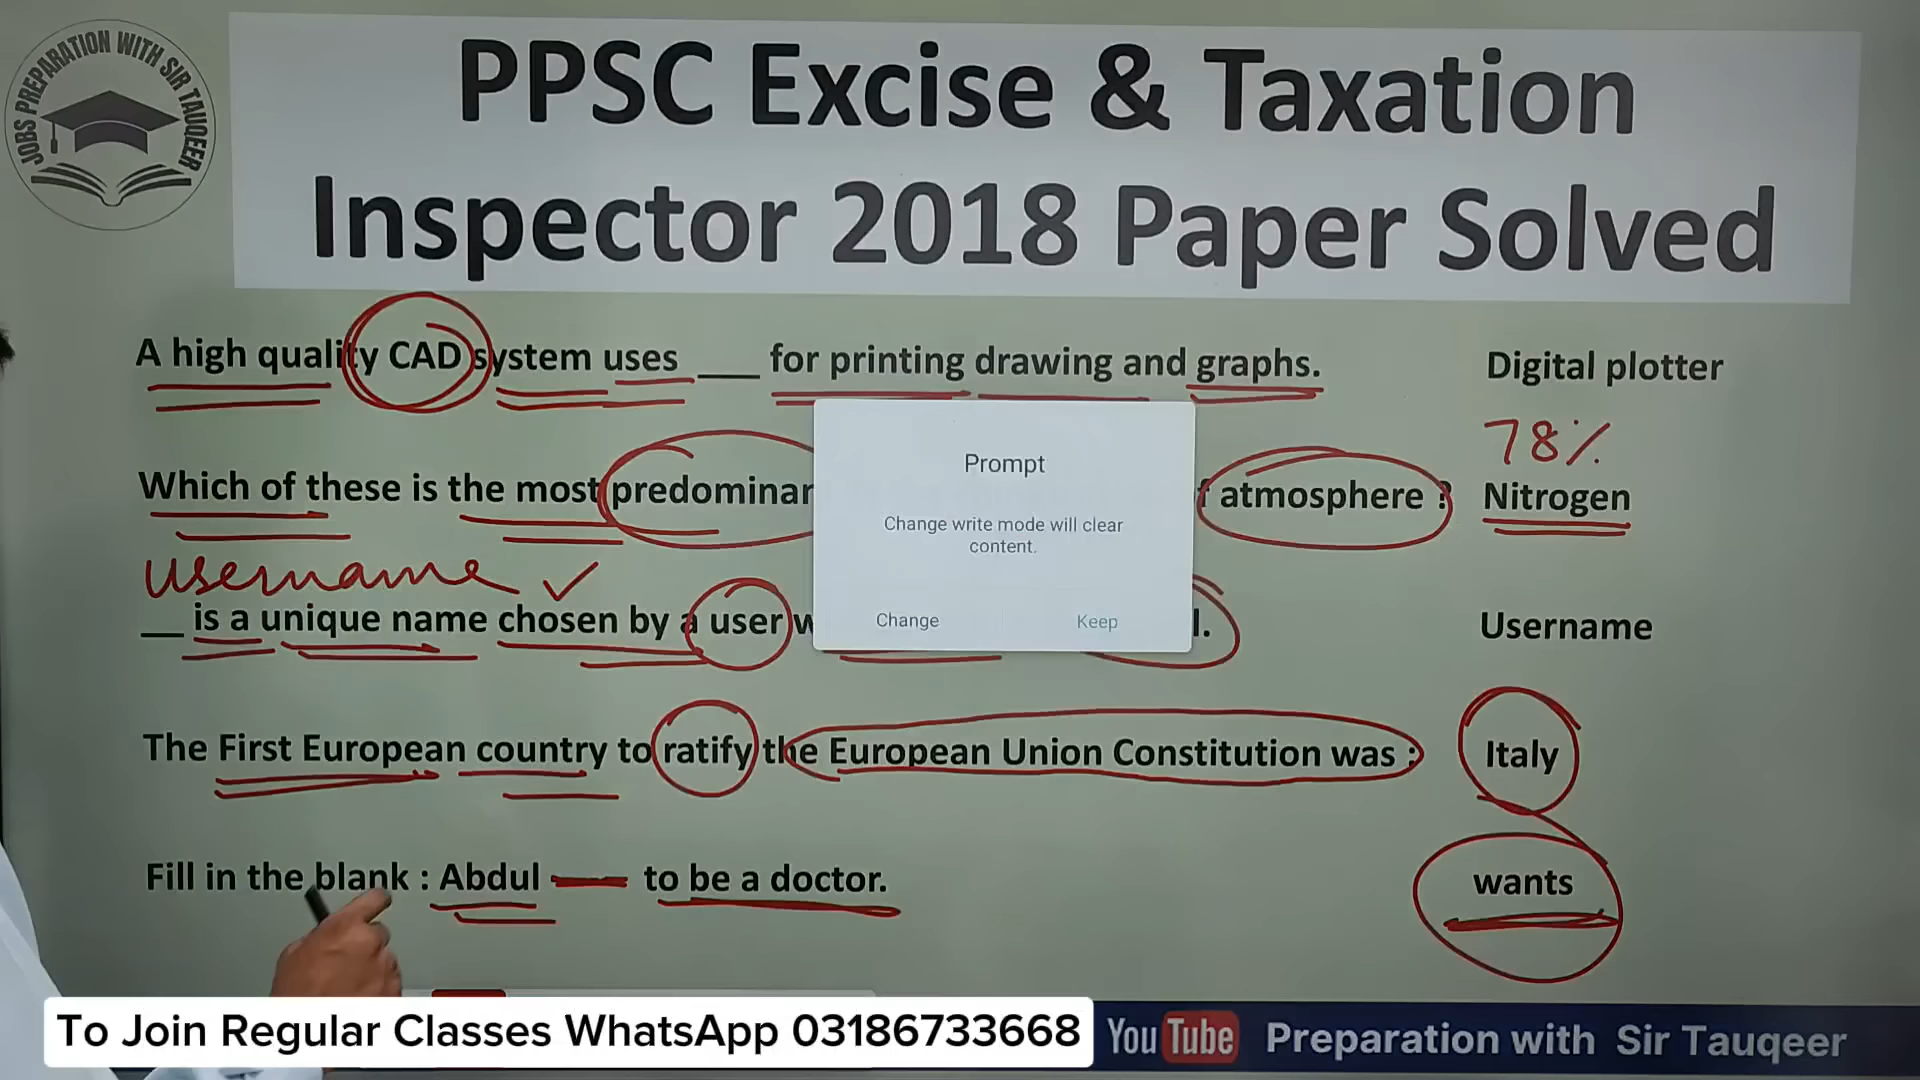 JOBS PREPARATION WITH SIR TAUQEER
PPSC Excise & Taxation
Inspector 2018 Paper Solved
A high quality CAD system uses ___ for printing drawing and graphs. Digital plotter
78%
Which of these is the most atmosphere ? Nitrogen
username ✓
__ is a unique name chosen by a user Username
The First European country to ratify the European Union Constitution was : Italy
Fill in the blank : Abdul ___ to be a doctor. wants
Prompt
Change write mode will clear
content.
Change Keep
To Join Regular Classes WhatsApp 03186733668
YouTube Preparation with Sir Tauqeer